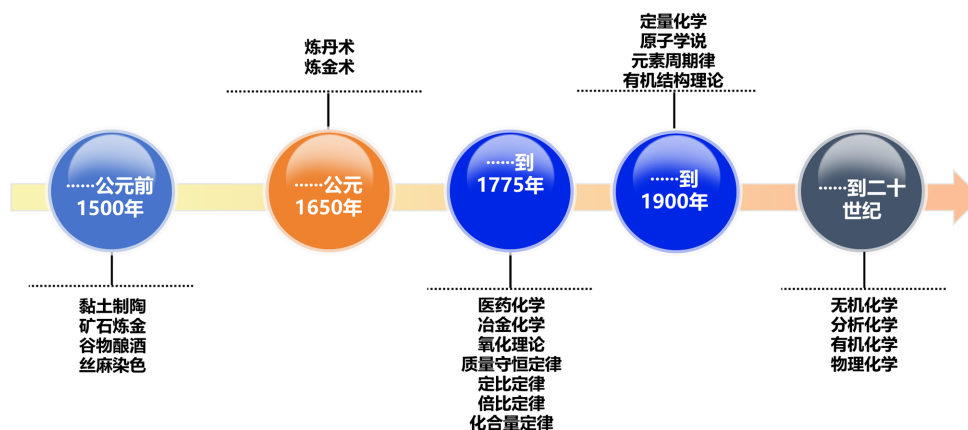 炼丹术
炼金术
定量化学
原子学说
元素周期律
有机结构理论
……公元前
1500年
……公元
1650年
……到
1775年
……到
1900年
……到二十
世纪
黏土制陶
矿石炼金
谷物酿酒
丝麻染色
医药化学
冶金化学
氧化理论
质量守恒定律
定比定律
倍比定律
化合量定律
无机化学
分析化学
有机化学
物理化学